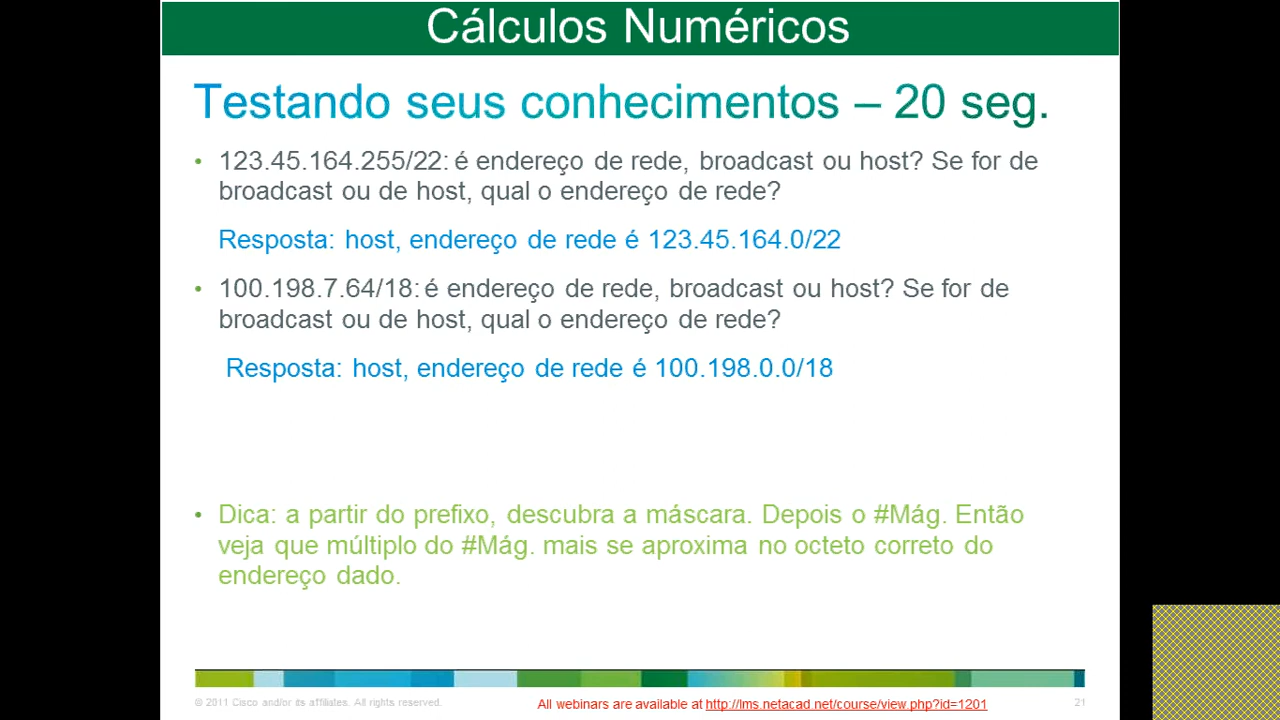 Cálculos Numéricos
Testando seus conhecimentos – 20 seg.
• 123.45.164.255/22: é endereço de rede, broadcast ou host? Se for de
broadcast ou de host, qual o endereço de rede?
Resposta: host, endereço de rede é 123.45.164.0/22
• 100.198.7.64/18: é endereço de rede, broadcast ou host? Se for de
broadcast ou de host, qual o endereço de rede?
Resposta: host, endereço de rede é 100.198.0.0/18
• Dica: a partir do prefixo, descubra a máscara. Depois o #Mág. Então
veja que múltiplo do #Mág. mais se aproxima no octeto correto do
endereço dado.
© 2011 Cisco and/or its affiliates. All rights reserved.
All webinars are available at http://lms.netacad.net/course/view.php?id=1201
21